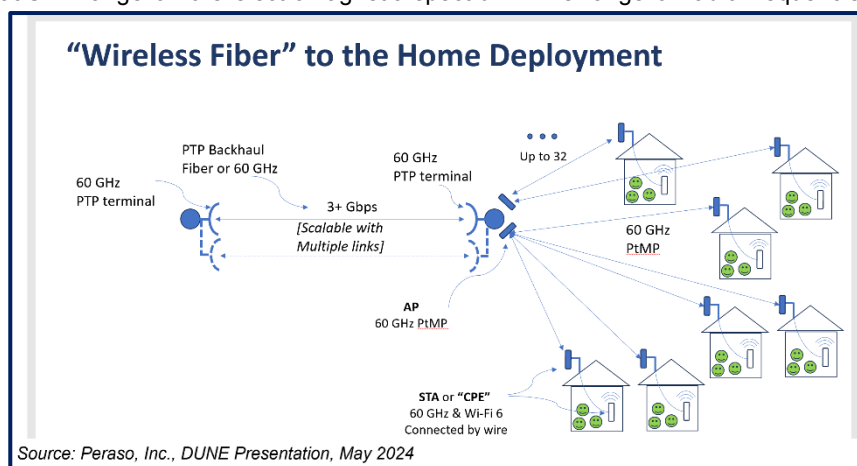 “Wireless Fiber” to the Home Deployment
PTP Backhaul
Fiber or 60 GHz
60 GHz
PTP terminal
3+ Gbps
[Scalable with
Multiple links]
60 GHz
PTP terminal
Up to 32
60 GHz
PtMP
AP
60 GHz PtMP
STA or “CPE”
60 GHz & Wi-Fi 6
Connected by wire
Source: Peraso, Inc., DUNE Presentation, May 2024